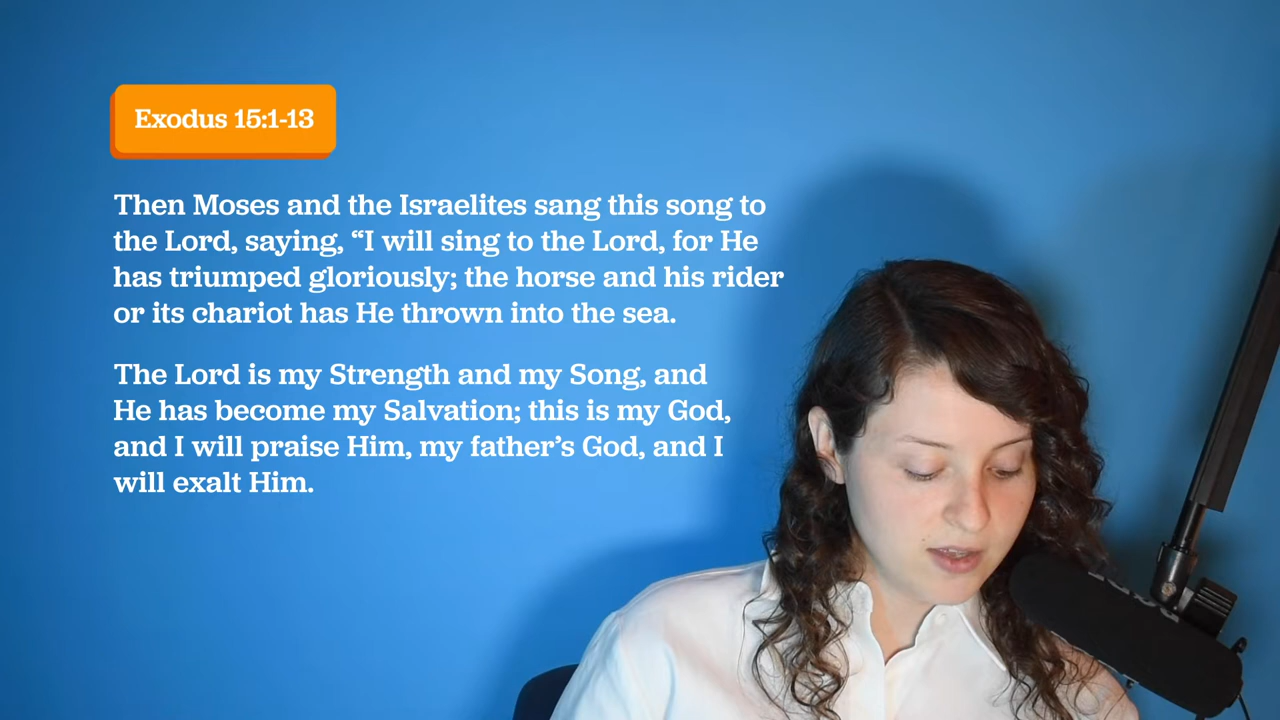 Exodus 15:1-13
Then Moses and the Israelites sang this song to
the Lord, saying, “I will sing to the Lord, for He
has triumped gloriously; the horse and his rider
or its chariot has He thrown into the sea.
The Lord is my Strength and my Song, and
He has become my Salvation; this is my God,
and I will praise Him, my father’s God, and I
will exalt Him.